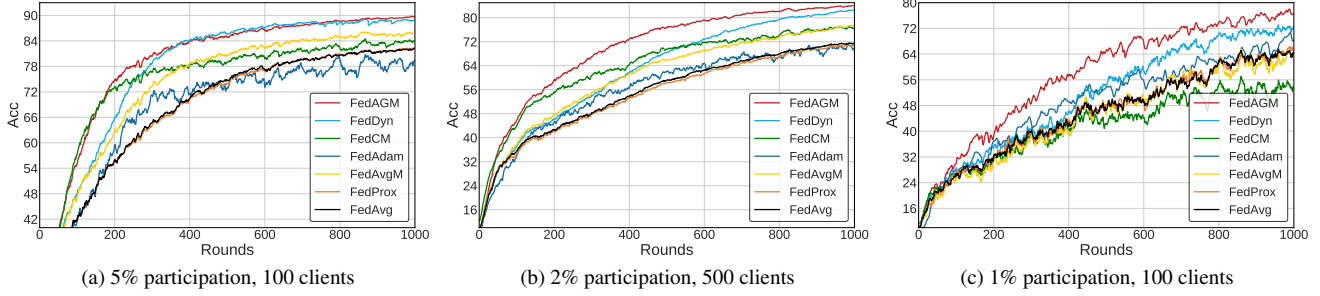 90
84
78
72
66
60
54
48
42
Acc
0 200 400 600 800 1000
Rounds
FedAGM
FedDyn
FedCM
FedAdam
FedAvgM
FedProx
FedAvg
(a) 5% participation, 100 clients
80
72
64
56
48
40
32
24
16
Acc
0 200 400 600 800 1000
Rounds
FedAGM
FedDyn
FedCM
FedAdam
FedAvgM
FedProx
FedAvg
(b) 2% participation, 500 clients
80
72
64
56
48
40
32
24
16
Acc
0 200 400 600 800 1000
Rounds
FedAGM
FedDyn
FedCM
FedAdam
FedAvgM
FedProx
FedAvg
(c) 1% participation, 100 clients